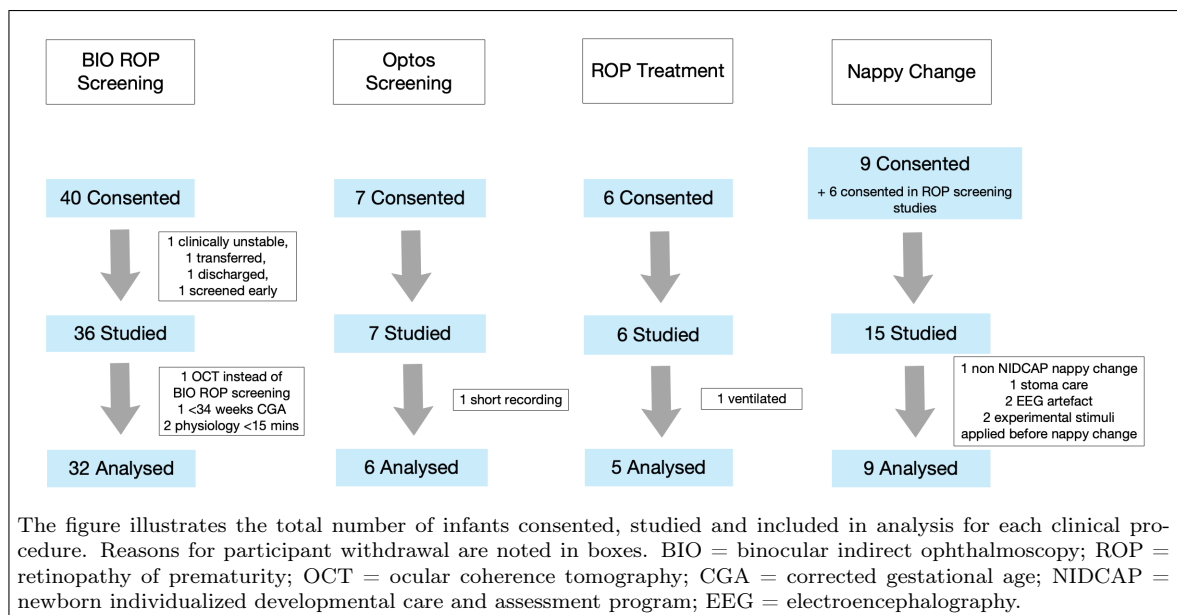 BIO ROP
Screening
Optos
Screening
ROP Treatment
Nappy Change
40 Consented
7 Consented
6 Consented
9 Consented
+ 6 consented in ROP screening
studies
1 clinically unstable,
1 transferred,
1 discharged,
1 screened early
36 Studied
7 Studied
6 Studied
15 Studied
1 OCT instead of
BIO ROP screening
1 <34 weeks CGA
2 physiology <15 mins
1 short recording
1 ventilated
1 non NIDCAP nappy change
1 stoma care
2 EEG artefact
2 experimental stimuli
applied before nappy change
32 Analysed
6 Analysed
5 Analysed
9 Analysed
The figure illustrates the total number of infants consented, studied and included in analysis for each clinical pro-
cedure. Reasons for participant withdrawal are noted in boxes. BIO = binocular indirect ophthalmoscopy; ROP =
retinopathy of prematurity; OCT = ocular coherence tomography; CGA = corrected gestational age; NIDCAP =
newborn individualized developmental care and assessment program; EEG = electroencephalography.